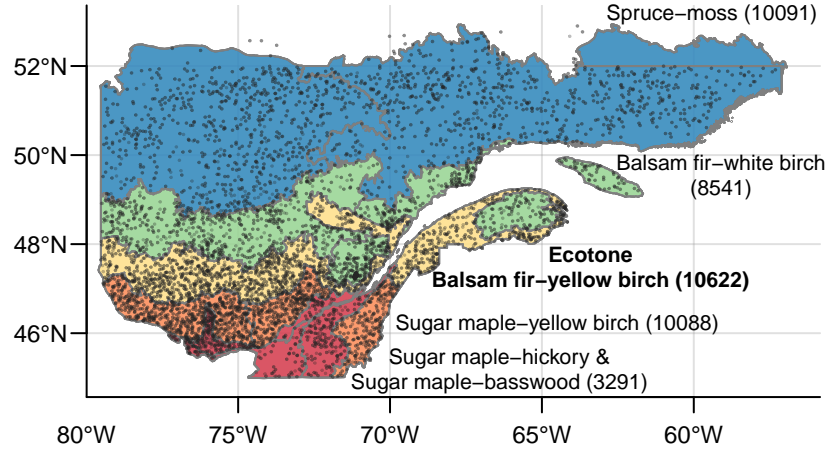 Spruce−moss (10091)
52°N
50°N
Balsam fir−white birch
(8541)
48°N
Ecotone
Balsam fir−yellow birch (10622)
46°N
Sugar maple−yellow birch (10088)
Sugar maple−hickory &
Sugar maple−basswood (3291)
80°W 75°W 70°W 65°W 60°W